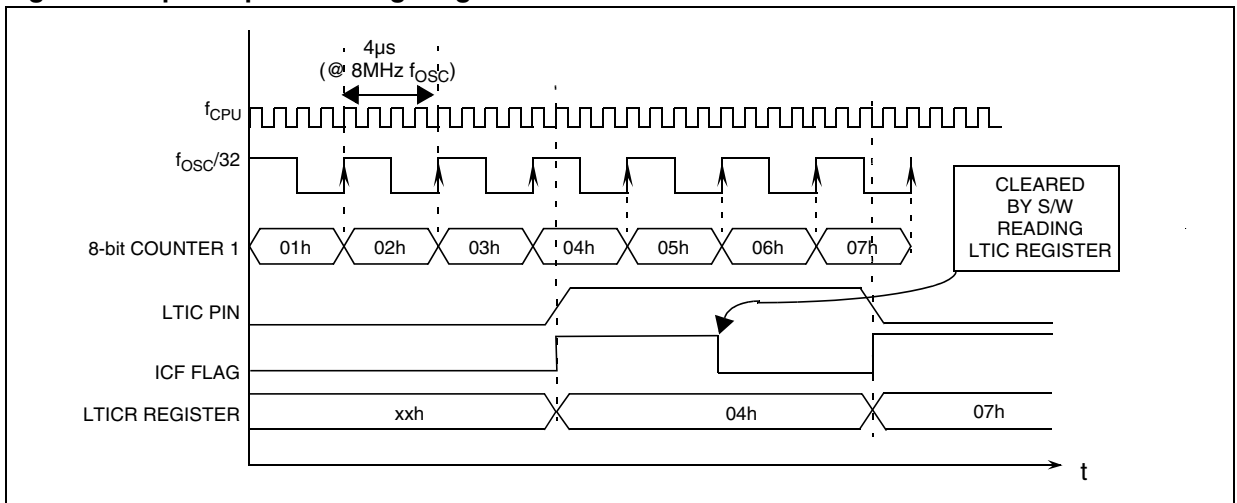 4µs
(@ 8MHz fOSC)
fCPU
fOSC/32
CLEARED
BY S/W
READING
LTIC REGISTER
8-bit COUNTER 1
01h
02h
03h
04h
05h
06h
07h
LTIC PIN
ICF FLAG
LTICR REGISTER
xxh
04h
07h
t